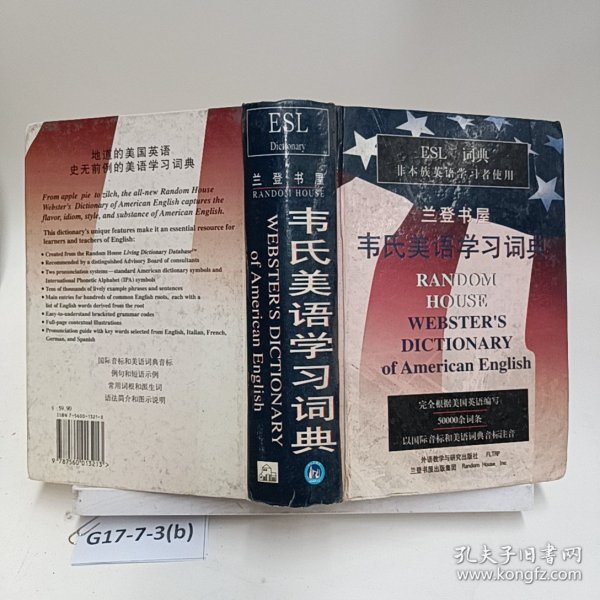 地道的美国英语
史无前例的美语学习词典
From apple pie to zilch, the all-new Random House
Webster's Dictionary of American English captures the
flavor, idiom, style, and substance of American English.
This dictionary's unique features make it an essential resource for
learners and teachers of English:
• Created from the Random House Living Dictionary Database™
• Recommended by a distinguished Advisory Board of consultants
• Two pronunciation systems—standard American dictionary symbols and
International Phonetic Alphabet (IPA) symbols
• Tens of thousands of lively example phrases and sentences
• Main entries for hundreds of common English roots, each with a
list of English words derived from the root
• Easy-to-understand bracketed grammar codes
• Full-page contextual illustrations
• Pronunciation guide with key words selected from English, Italian, French,
German, and Spanish
国际音标和美语词典音标
例句和短语示例
常用词根和派生词
语法简介和图示说明
59.90
ISBN 7-5600-1321-3
9 787560 013213 >
ESL
Dictionary
兰登书屋
RANDOM HOUSE
韦氏美语学习词典
WEBSTER'S DICTIONARY
of American English
ESL 词典
非本族英语学习者使用
兰登书屋
韦氏美语学习词典
RANDOM
HOUSE
WEBSTER'S
DICTIONARY
of American English
完全根据美国英语编写
50000余词条
以国际音标和美语词典音标注音
外语教学与研究出版社 FLTRP
兰登书屋出版集团 Random House Inc
G17-7-3(b)
孔夫子旧书网
www.kongfz.com